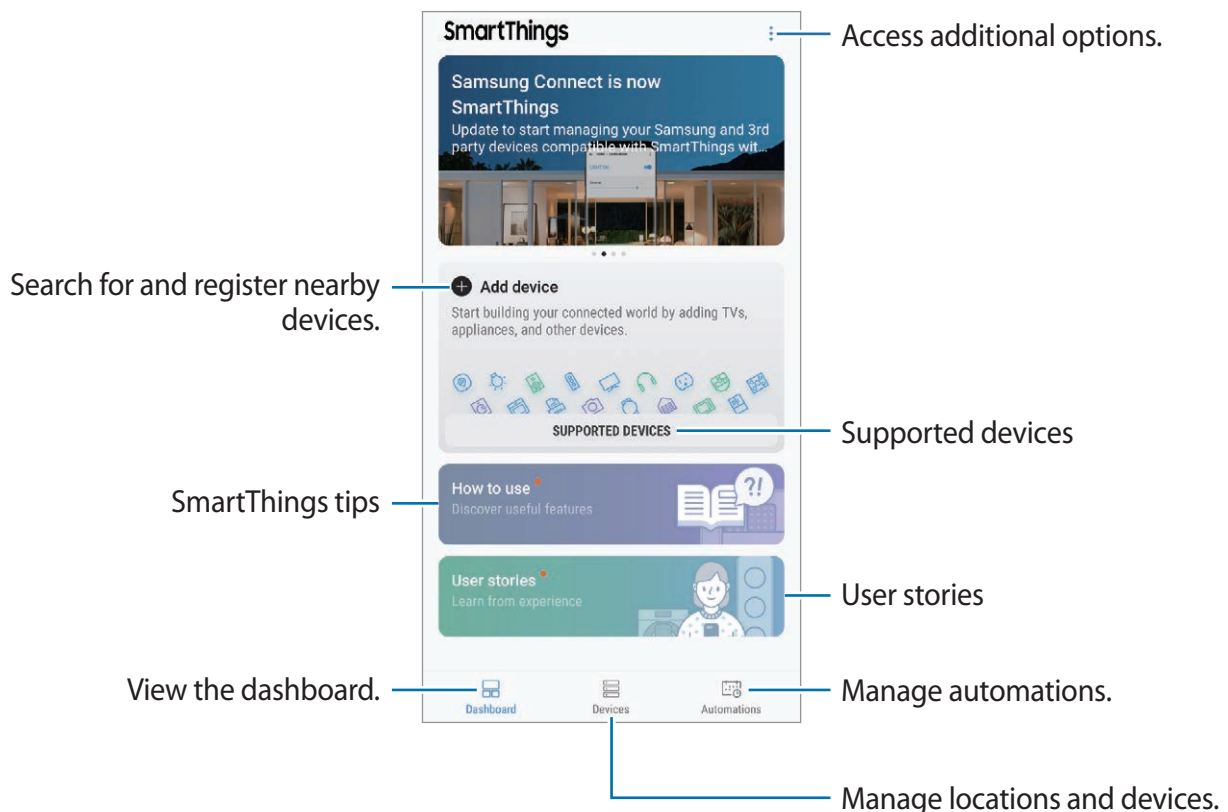 SmartThings
Access additional options.
Samsung Connect is now
SmartThings
Update to start managing your Samsung and 3rd
party devices compatible with SmartThings wit...
LIGHT ON
Search for and register nearby
devices.
Add device
Start building your connected world by adding TVs,
appliances, and other devices.
SUPPORTED DEVICES
Supported devices
SmartThings tips
How to use
Discover useful features
?!
User stories
Learn from experience
User stories
View the dashboard.
Dashboard
Devices
Automations
Manage automations.
Manage locations and devices.